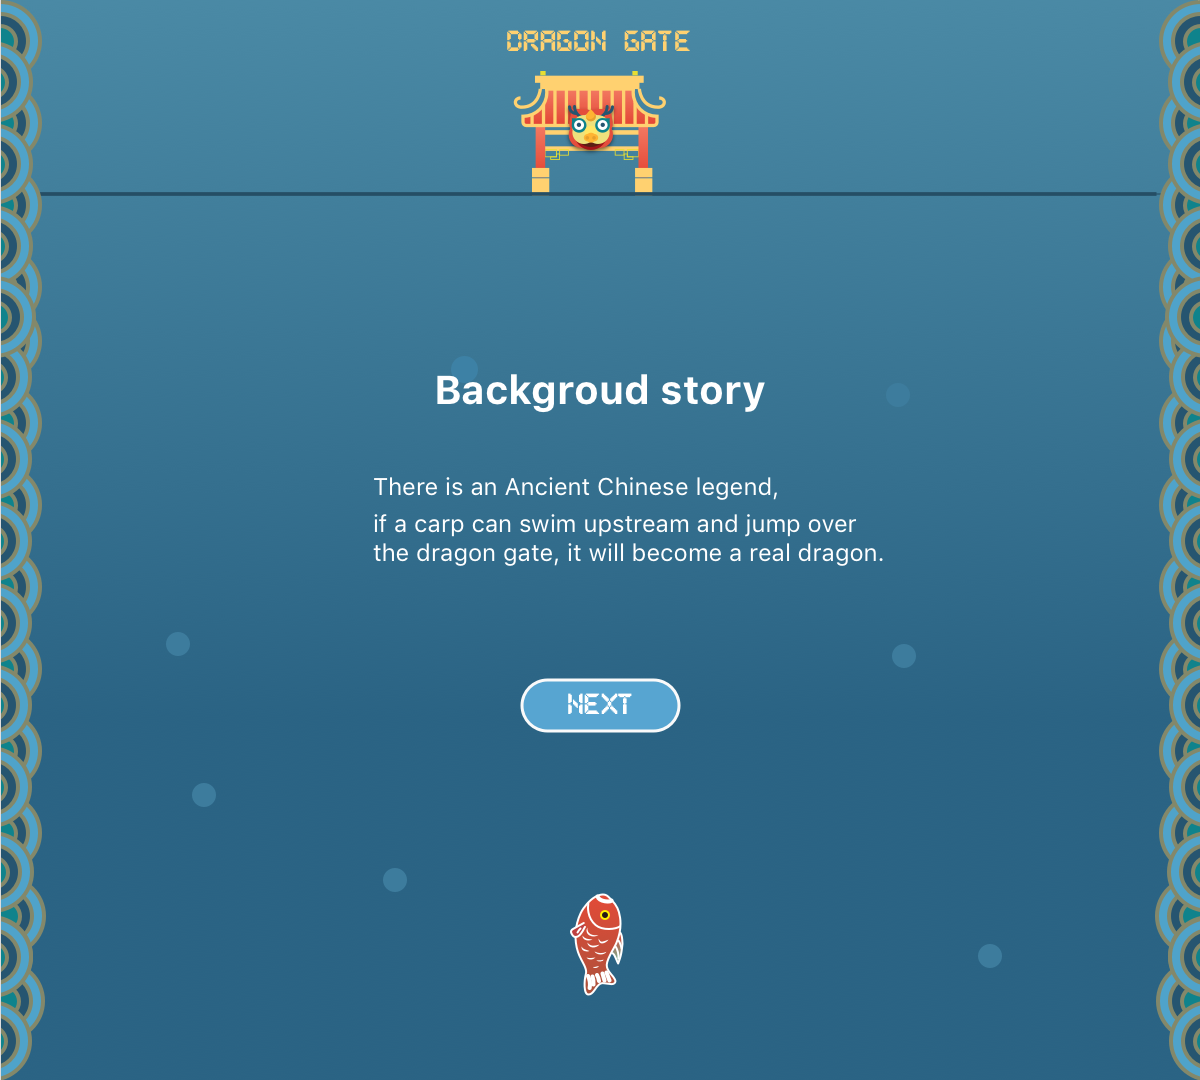 DRAGON GATE
Backgroud story
There is an Ancient Chinese legend,
if a carp can swim upstream and jump over
the dragon gate, it will become a real dragon.
NEXT